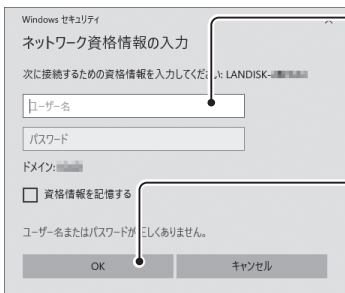 Windows セキュリティ
ネットワーク資格情報の入力
次に接続するための資格情報を入力してください: LANDISK-
ユーザー名
パスワード
ドメイン:
資格情報を記憶する
ユーザー名またはパスワードが正しくありません。
OK
キャンセル